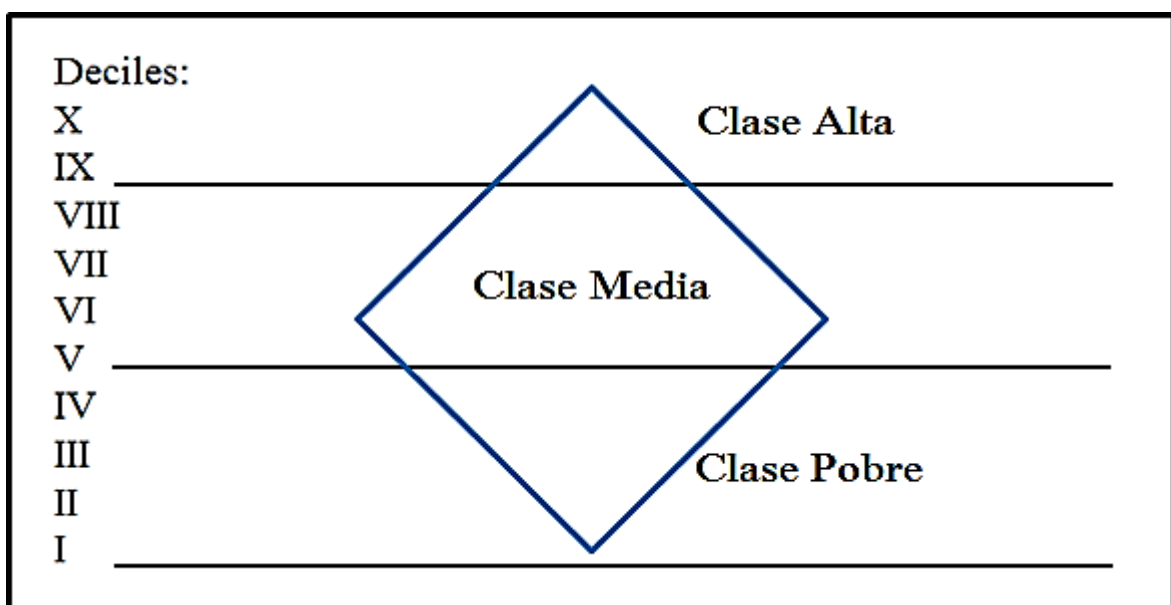 Deciles:
X
Clase Alta
IX
VIII
VII
Clase Media
VI
V
IV
III
Clase Pobre
II
I